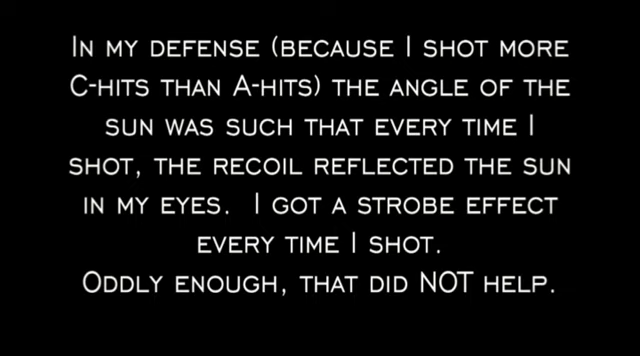 In my defense (because I shot more
C-hits than A-hits) the angle of the
sun was such that every time I
shot, the recoil reflected the sun
in my eyes.  I got a strobe effect
every time I shot.
Oddly enough, that did NOT help.